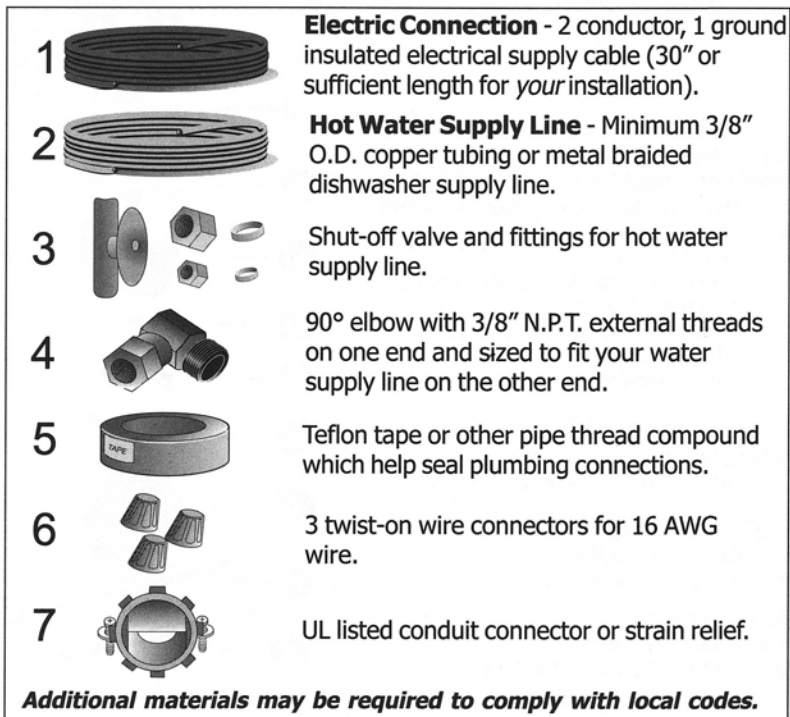 1
Electric Connection - 2 conductor, 1 ground
insulated electrical supply cable (30″ or
sufficient length for your installation).
2
Hot Water Supply Line - Minimum 3/8″
O.D. copper tubing or metal braided
dishwasher supply line.
3
Shut-off valve and fittings for hot water
supply line.
4
90° elbow with 3/8″ N.P.T. external threads
on one end and sized to fit your water
supply line on the other end.
5
TAPE
Teflon tape or other pipe thread compound
which help seal plumbing connections.
6
3 twist-on wire connectors for 16 AWG
wire.
7
UL listed conduit connector or strain relief.
Additional materials may be required to comply with local codes.